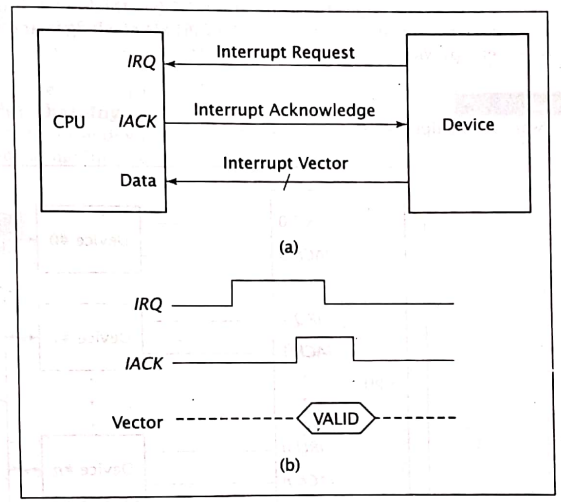 Interrupt Request
IRQ
Interrupt Acknowledge
CPU IACK Device
Interrupt Vector
Data
(a)
IRQ
IACK
Vector VALID
(b)